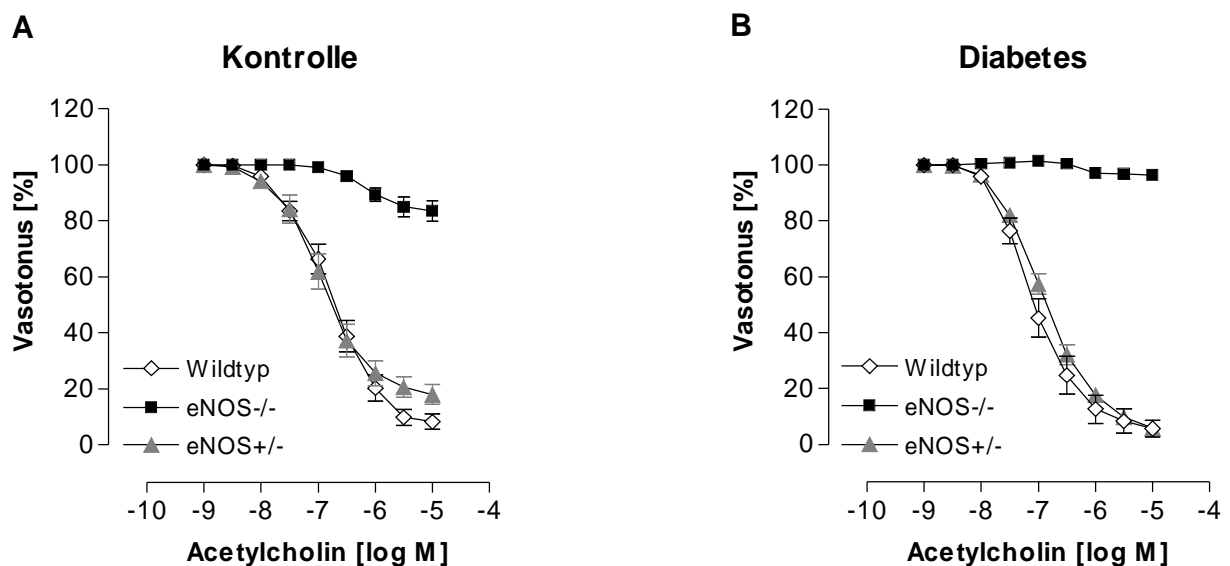 A
Kontrolle
120
100
80
60
40
20
0
Vasotonus [%]
Wildtyp
eNOS-/-
eNOS+/-
-10 -9 -8 -7 -6 -5 -4
Acetylcholin [log M]
B
Diabetes
120
100
80
60
40
20
0
Vasotonus [%]
Wildtyp
eNOS-/-
eNOS+/-
-10 -9 -8 -7 -6 -5 -4
Acetylcholin [log M]